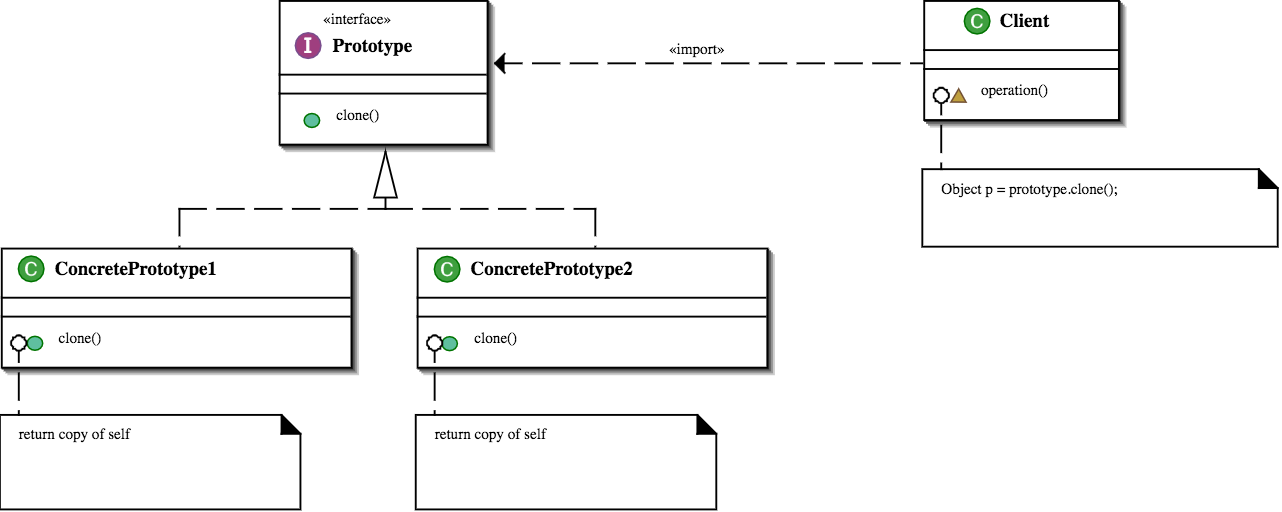 «interface»
I Prototype
clone()
«import»
C Client
operation()
Object p = prototype.clone();
C ConcretePrototype1
clone()
return copy of self
C ConcretePrototype2
clone()
return copy of self